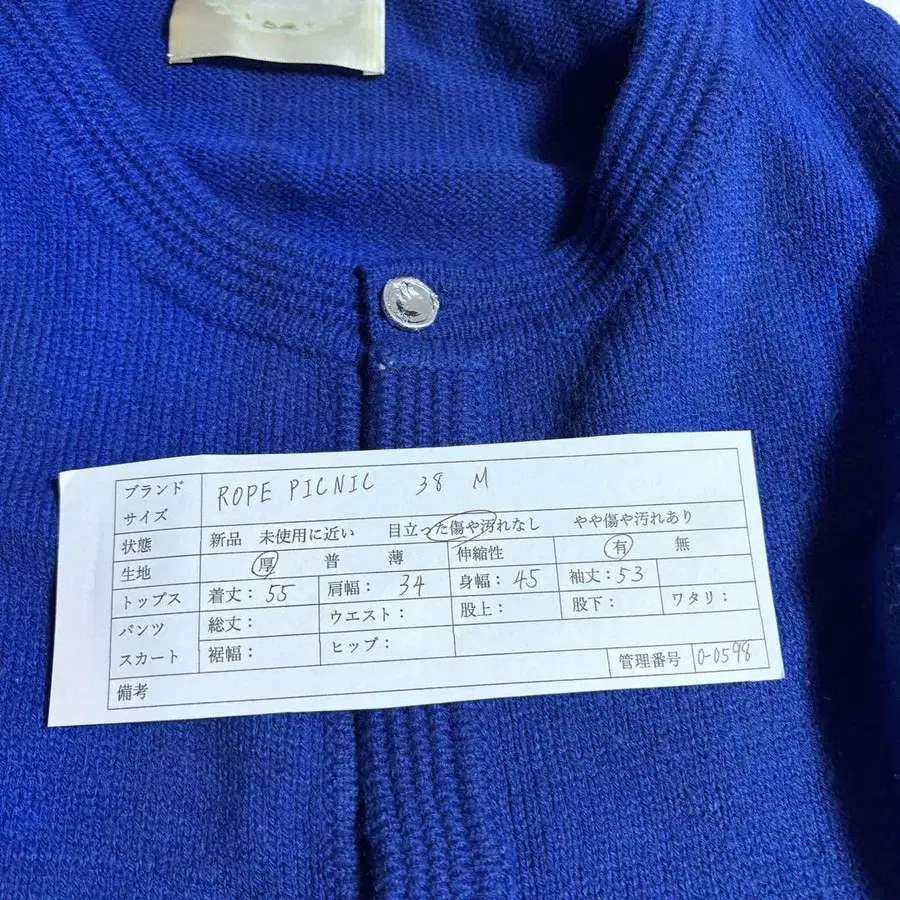 ブランド
サイズ
ROPE PICNIC 38 M
状態 新品 未使用に近い 目立った傷や汚れなし やや傷や汚れあり
生地 厚 普 薄 伸縮性 有 無
トップス 着丈：55 肩幅：34 身幅：45 袖丈：53
パンツ 総丈： ウエスト： 股上： 股下： ワタリ：
スカート 裾幅： ヒップ：
備考 管理番号 0-0598